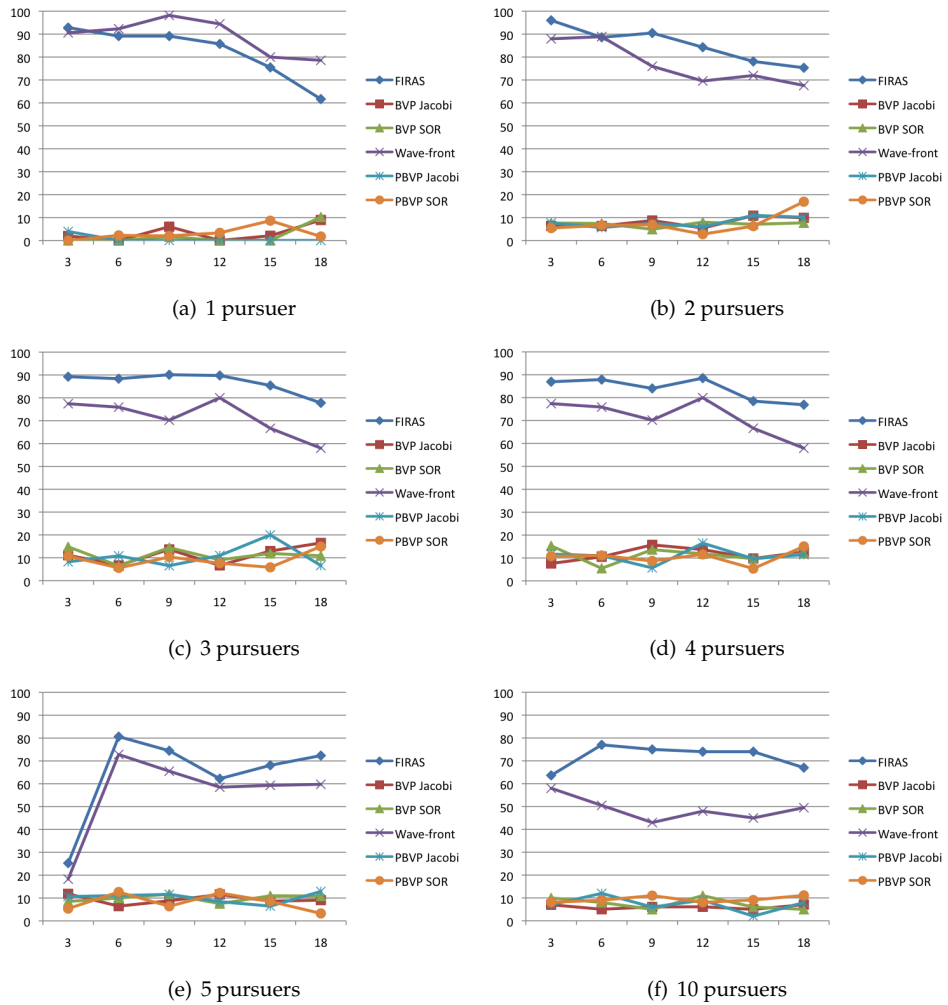 100
90
80
70
60
50
40
30
20
10
0
3 6 9 12 15 18
FIRAS
BVP Jacobi
BVP SOR
Wave-front
PBVP Jacobi
PBVP SOR
(a) 1 pursuer
100
90
80
70
60
50
40
30
20
10
0
3 6 9 12 15 18
FIRAS
BVP Jacobi
BVP SOR
Wave-front
PBVP Jacobi
PBVP SOR
(b) 2 pursuers
100
90
80
70
60
50
40
30
20
10
0
3 6 9 12 15 18
FIRAS
BVP Jacobi
BVP SOR
Wave-front
PBVP Jacobi
PBVP SOR
(c) 3 pursuers
100
90
80
70
60
50
40
30
20
10
0
3 6 9 12 15 18
FIRAS
BVP Jacobi
BVP SOR
Wave-front
PBVP Jacobi
PBVP SOR
(d) 4 pursuers
100
90
80
70
60
50
40
30
20
10
0
3 6 9 12 15 18
FIRAS
BVP Jacobi
BVP SOR
Wave-front
PBVP Jacobi
PBVP SOR
(e) 5 pursuers
100
90
80
70
60
50
40
30
20
10
0
3 6 9 12 15 18
FIRAS
BVP Jacobi
BVP SOR
Wave-front
PBVP Jacobi
PBVP SOR
(f) 10 pursuers